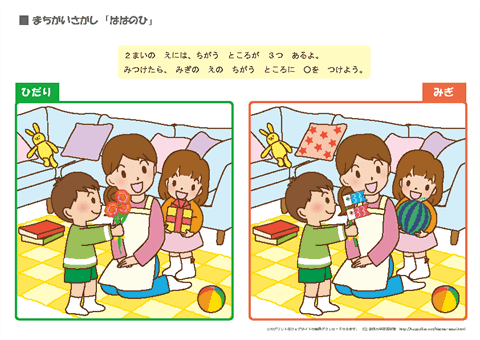 まちがいさがし 「ははのひ」
2まいの えには、ちがう ところが 3つ あるよ。
みつけたら、みぎの えの ちがう ところに ○を つけよう。
ひだり
みぎ